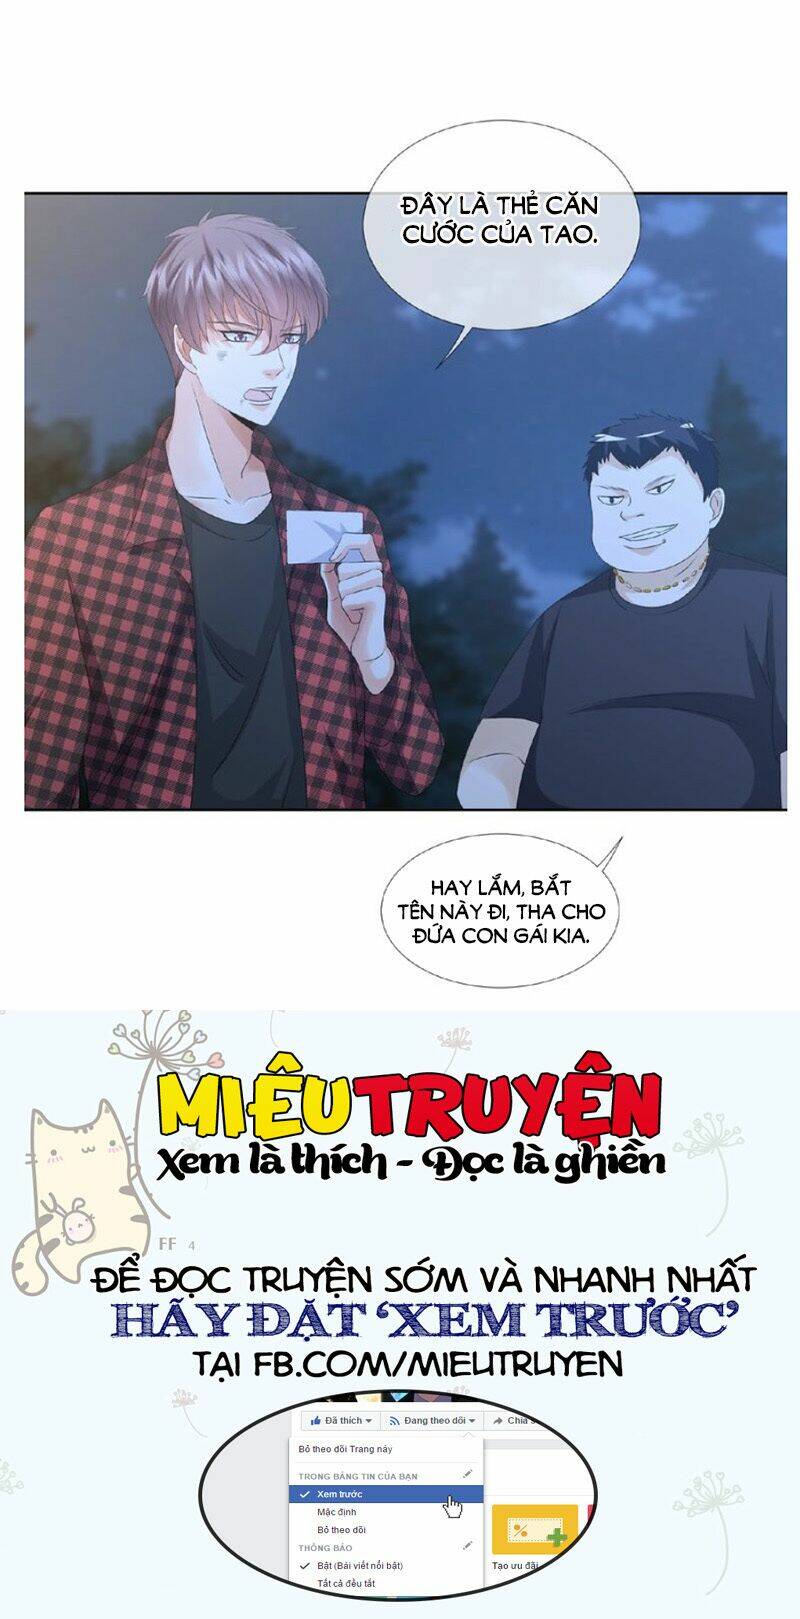 ĐÂY LÀ THẺ CĂN
CƯỚC CỦA TAO.
HAY LẮM, BẮT
TÊN NÀY ĐI, THA CHO
ĐỨA CON GÁI KIA.
MIÊUTRUYỆN
Xem là thích - Đọc là ghiền
FF 4
ĐỂ ĐỌC TRUYỆN SỚM VÀ NHANH NHẤT
HÃY ĐẶT ‘XEM TRƯỚC’
TẠI FB.COM/MIEUTRUYEN
Đã thích Đang theo dõi Chia s
Bỏ theo dõi Trang này
TRONG BẢNG TIN CỦA BẠN
Xem trước
Mặc định
Bỏ theo dõi
THÔNG BÁO
Bật (Bài viết nổi bật)
Tất cả đều tắt
Tạo ưu đãi